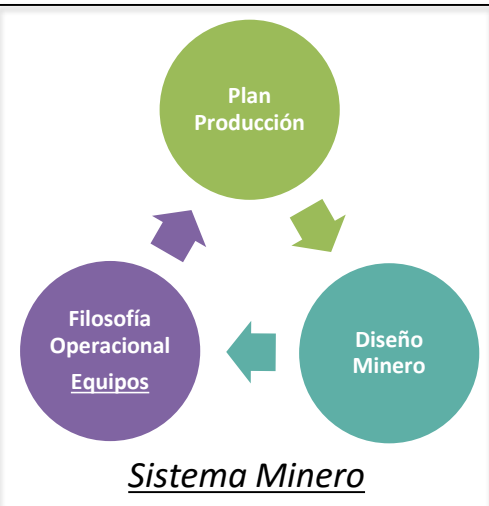 Plan
Producción
Filosofía
Operacional
Equipos
Diseño
Minero
Sistema Minero